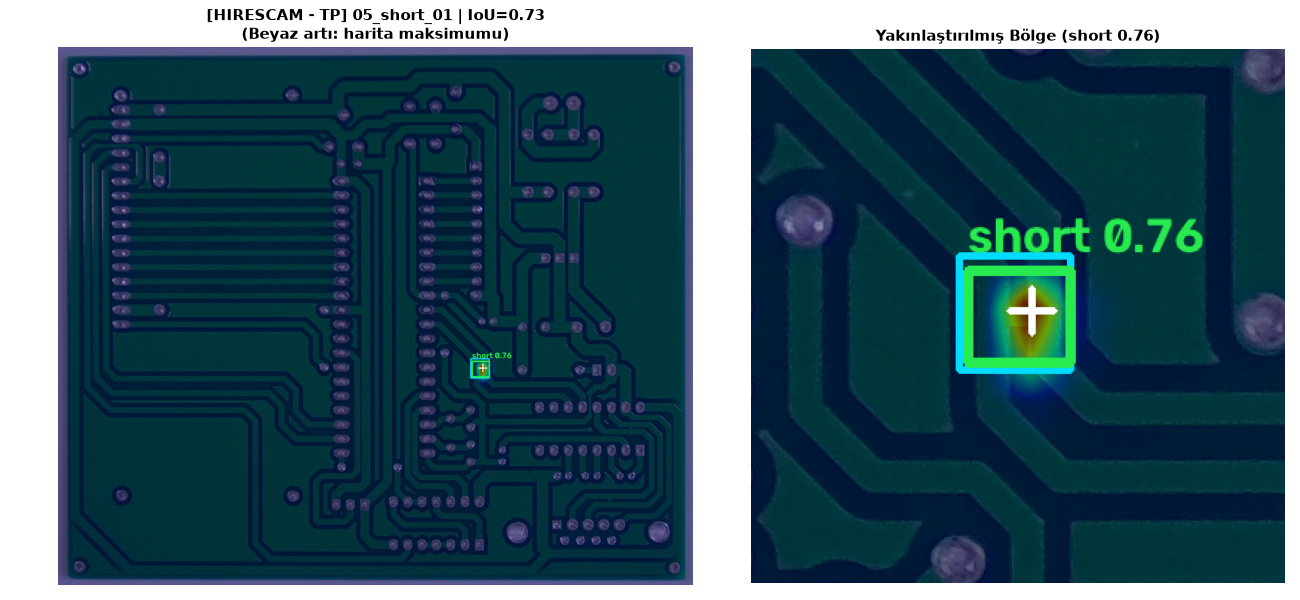 [HIRESCAM - TP] 05_short_01 | IoU=0.73
(Beyaz artı: harita maksimumu)
short 0.76
Yakınlaştırılmış Bölge (short 0.76)
short 0.76